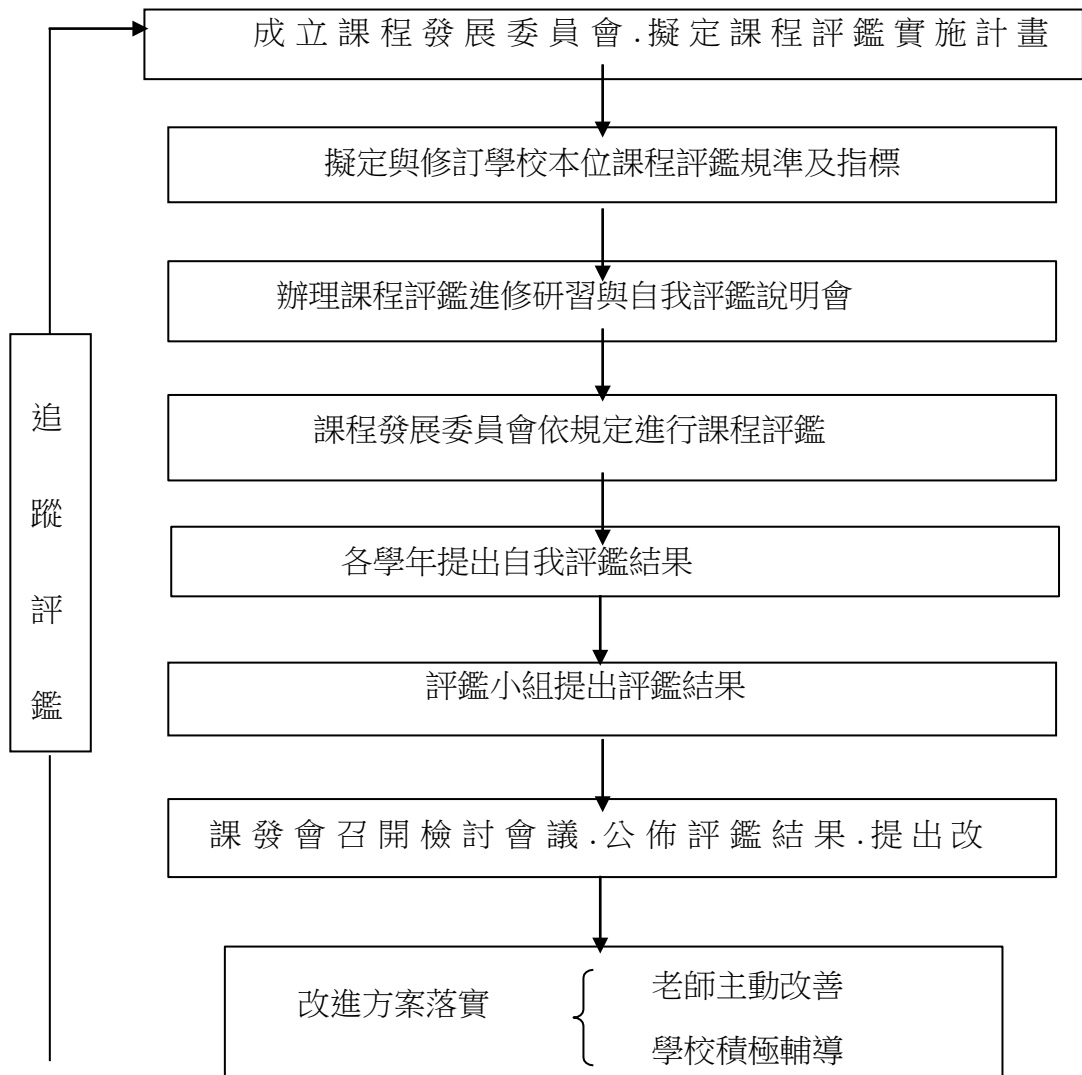 成立課程發展委員會.擬定課程評鑑實施計畫
擬定與修訂學校本位課程評鑑規準及指標
辦理課程評鑑進修研習與自我評鑑說明會
課程發展委員會依規定進行課程評鑑
各學年提出自我評鑑結果
評鑑小組提出評鑑結果
課發會召開檢討會議.公佈評鑑結果.提出改
改進方案落實
老師主動改善
學校積極輔導
追蹤評鑑